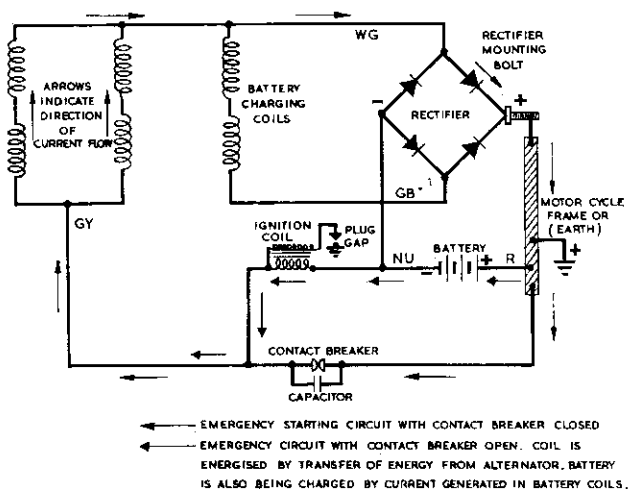 WG
RECTIFIER
MOUNTING
BOLT
ARROWS
INDICATE
DIRECTION
OF
CURRENT FLOW
BATTERY
CHARGING
COILS
-
RECTIFIER
+
GB
GY
MOTOR CYCLE
FRAME OR
(EARTH)
IGNITION
COIL
PLUG
GAP
BATTERY
NU
R
- +
+
CONTACT BREAKER
CAPACITOR
EMERGENCY STARTING CIRCUIT WITH CONTACT BREAKER CLOSED
EMERGENCY CIRCUIT WITH CONTACT BREAKER OPEN. COIL IS
ENERGISED BY TRANSFER OF ENERGY FROM ALTERNATOR. BATTERY
IS ALSO BEING CHARGED BY CURRENT GENERATED IN BATTERY COILS.